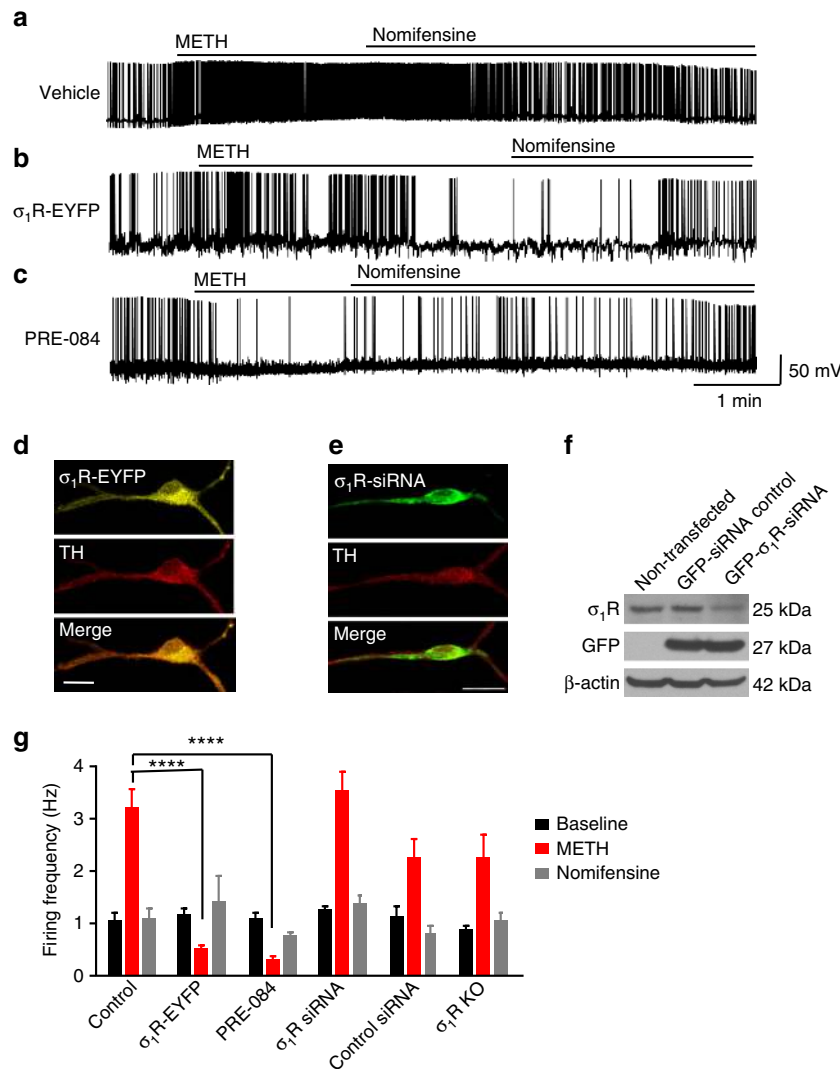 a
METH
Nomifensine
Vehicle
b
METH
Nomifensine
σ₁R-EYFP
c
METH
Nomifensine
PRE-084
50 mV
1 min
d
σ₁R-EYFP
TH
Merge
e
σ₁R-siRNA
TH
Merge
f
Non-transfected
GFP-siRNA control
GFP-σ₁R-siRNA
σ₁R
25 kDa
GFP
27 kDa
β-actin
42 kDa
g
****
****
Firing frequency (Hz)
4
3
2
1
0
Control
σ₁R-EYFP
PRE-084
σ₁R siRNA
Control siRNA
σ₁R KO
Baseline
METH
Nomifensine